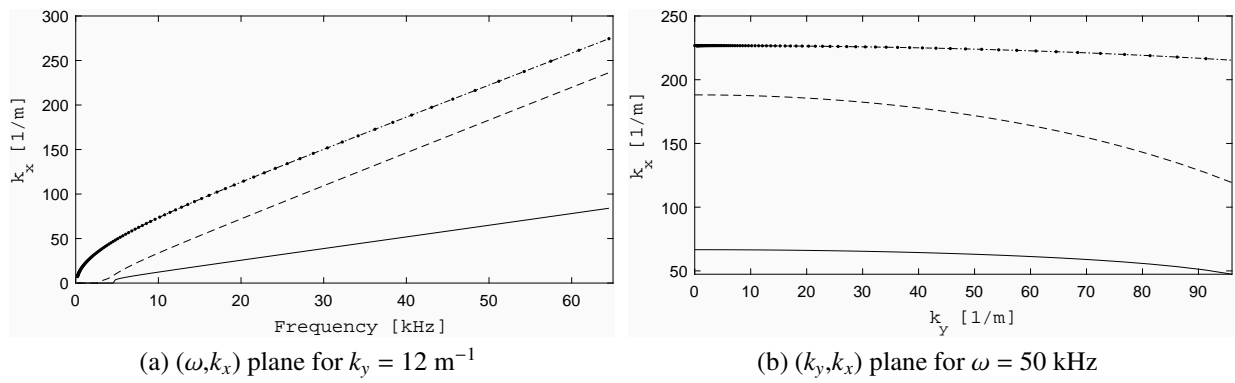 300
250
200
150
100
50
0
k_x [1/m]
0 10 20 30 40 50 60
Frequency [kHz]
(a) (ω,k_x) plane for k_y = 12 m⁻¹
250
200
150
100
50
k_x [1/m]
0 10 20 30 40 50 60 70 80 90
k_y [1/m]
(b) (k_y,k_x) plane for ω = 50 kHz